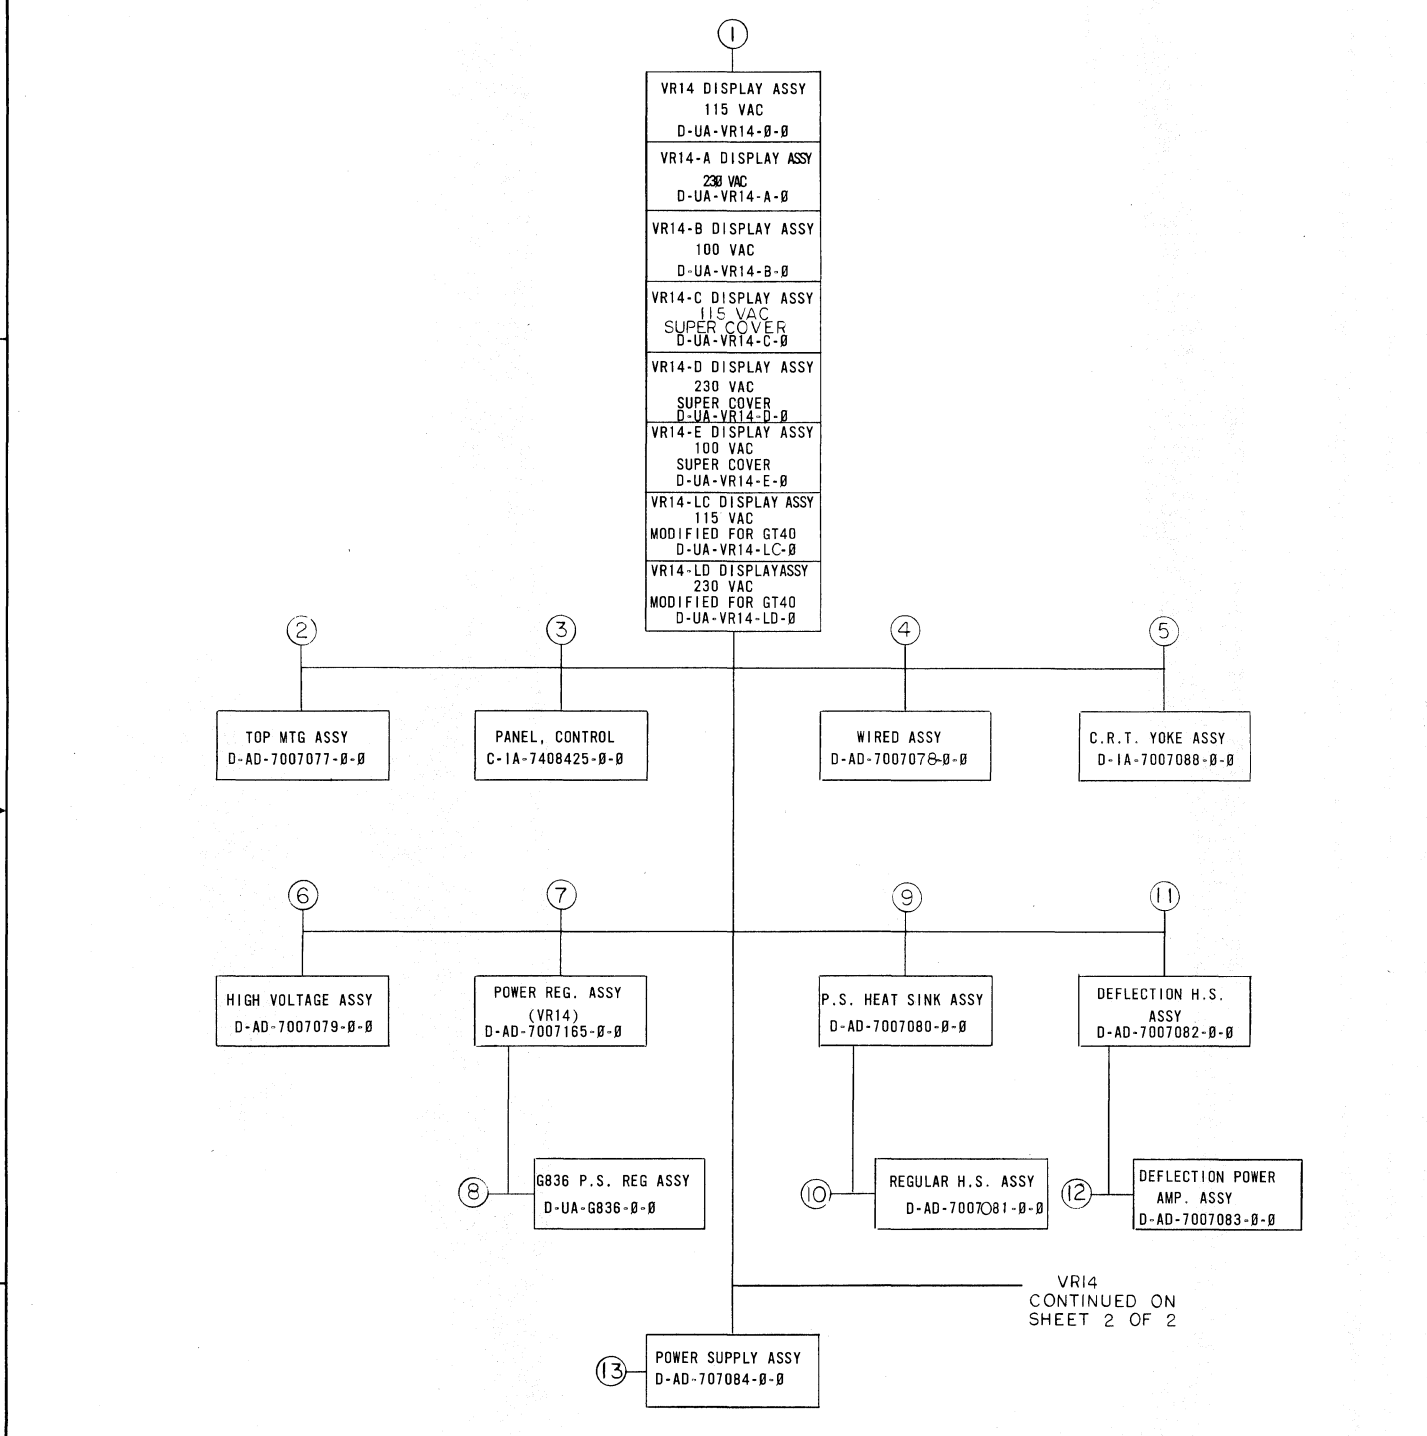 1
VR14 DISPLAY ASSY
115 VAC
D-UA-VR14-Ø-Ø
VR14-A DISPLAY ASSY
23Ø VAC
D-UA-VR14-A-Ø
VR14-B DISPLAY ASSY
100 VAC
D-UA-VR14-B-Ø
VR14-C DISPLAY ASSY
115 VAC
SUPER COVER
D-UA-VR14-C-Ø
VR14-D DISPLAY ASSY
230 VAC
SUPER COVER
D-UA-VR14-D-Ø
VR14-E DISPLAY ASSY
100 VAC
SUPER COVER
D-UA-VR14-E-Ø
VR14-LC DISPLAY ASSY
115 VAC
MODIFIED FOR GT40
D-UA-VR14-LC-Ø
VR14-LD DISPLAYASSY
230 VAC
MODIFIED FOR GT40
D-UA-VR14-LD-Ø
2
3
4
5
TOP MTG ASSY
D-AD-7007077-Ø-Ø
PANEL, CONTROL
C-IA-7408425-Ø-Ø
WIRED ASSY
D-AD-7007078-Ø-Ø
C.R.T. YOKE ASSY
D-IA-7007088-Ø-Ø
6
7
9
11
HIGH VOLTAGE ASSY
D-AD-7007079-Ø-Ø
POWER REG. ASSY
(VR14)
D-AD-7007165-Ø-Ø
P.S. HEAT SINK ASSY
D-AD-7007080-Ø-Ø
DEFLECTION H.S.
ASSY
D-AD-7007082-Ø-Ø
8
G836 P.S. REG ASSY
D-UA-G836-Ø-Ø
10
REGULAR H.S. ASSY
D-AD-7007081-Ø-Ø
12
DEFLECTION POWER
AMP. ASSY
D-AD-7007083-Ø-Ø
VR14
CONTINUED ON
SHEET 2 OF 2
13
POWER SUPPLY ASSY
D-AD-707084-Ø-Ø